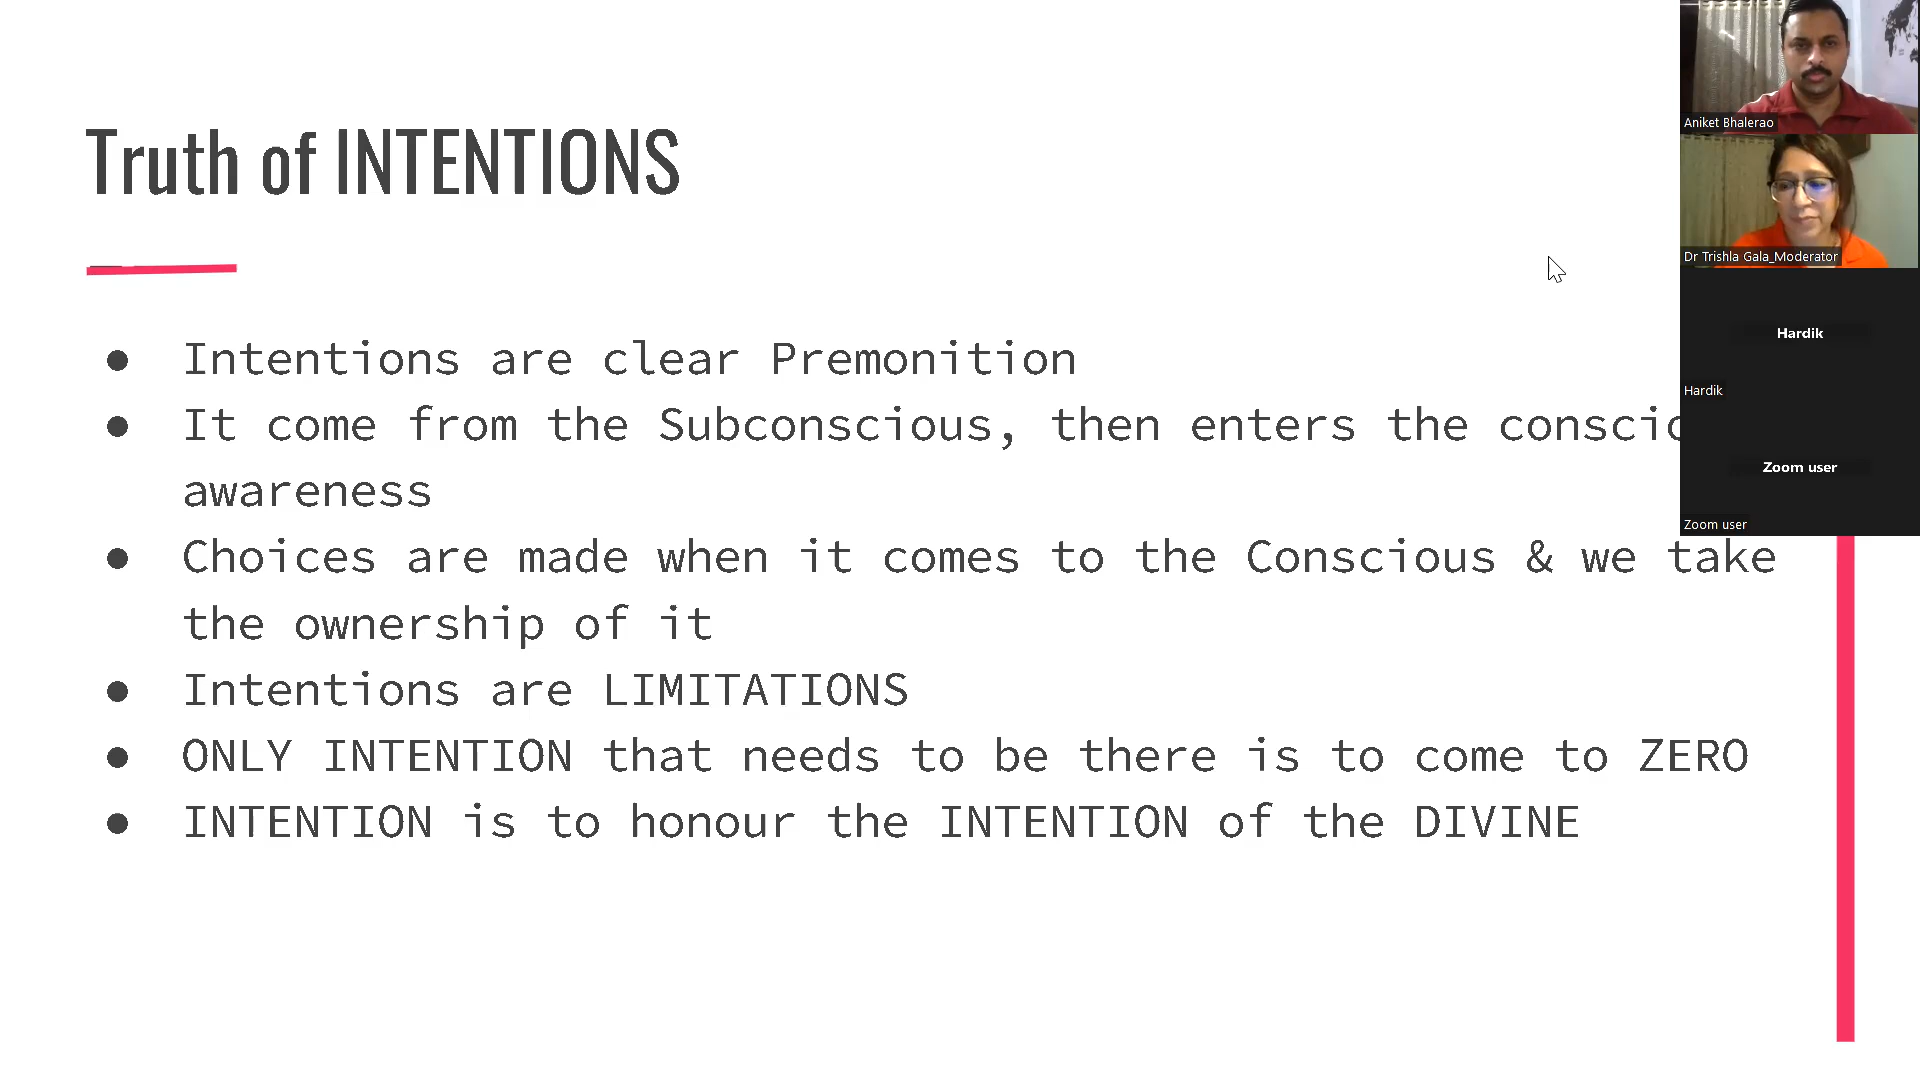 Truth of INTENTIONS
● Intentions are clear Premonition
● It come from the Subconscious, then enters the
awareness
● Choices are made when it comes to the Conscious & we take
the ownership of it
● Intentions are LIMITATIONS
● ONLY INTENTION that needs to be there is to come to ZERO
● INTENTION is to honour the INTENTION of the DIVINE
Aniket Bhalerao
Dr Trishla Gala_Moderator
Hardik
Hardik
Zoom user
Zoom user